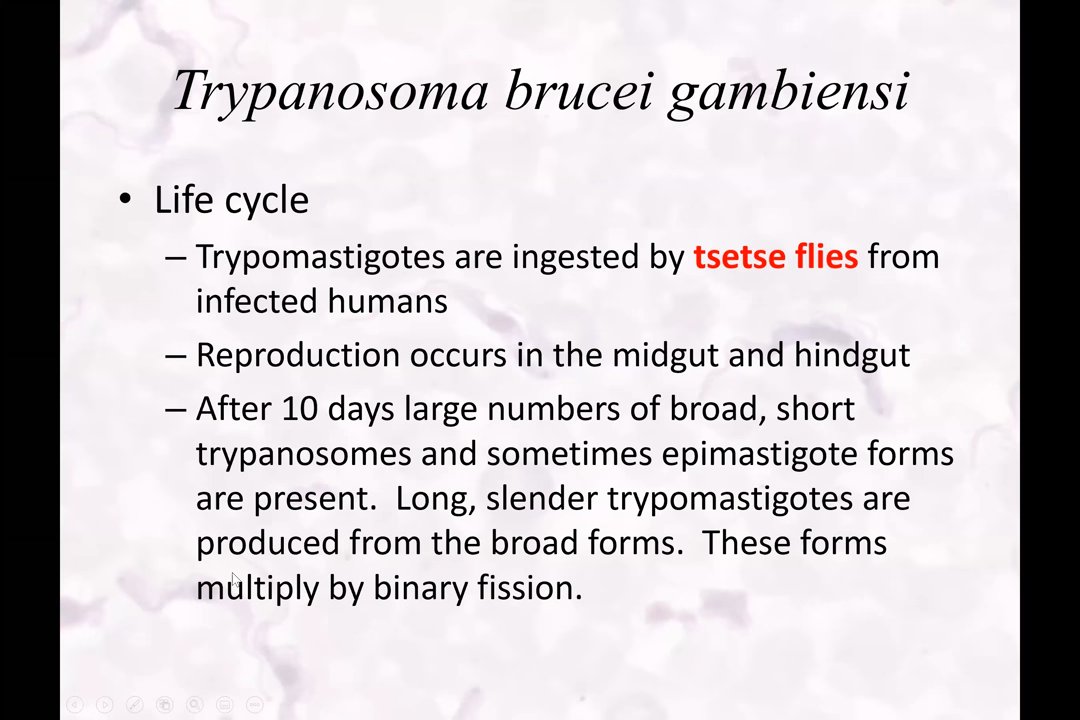 Trypanosoma brucei gambiensi
• Life cycle
– Trypomastigotes are ingested by tsetse flies from
infected humans
– Reproduction occurs in the midgut and hindgut
– After 10 days large numbers of broad, short
trypanosomes and sometimes epimastigote forms
are present.  Long, slender trypomastigotes are
produced from the broad forms.  These forms
multiply by binary fission.